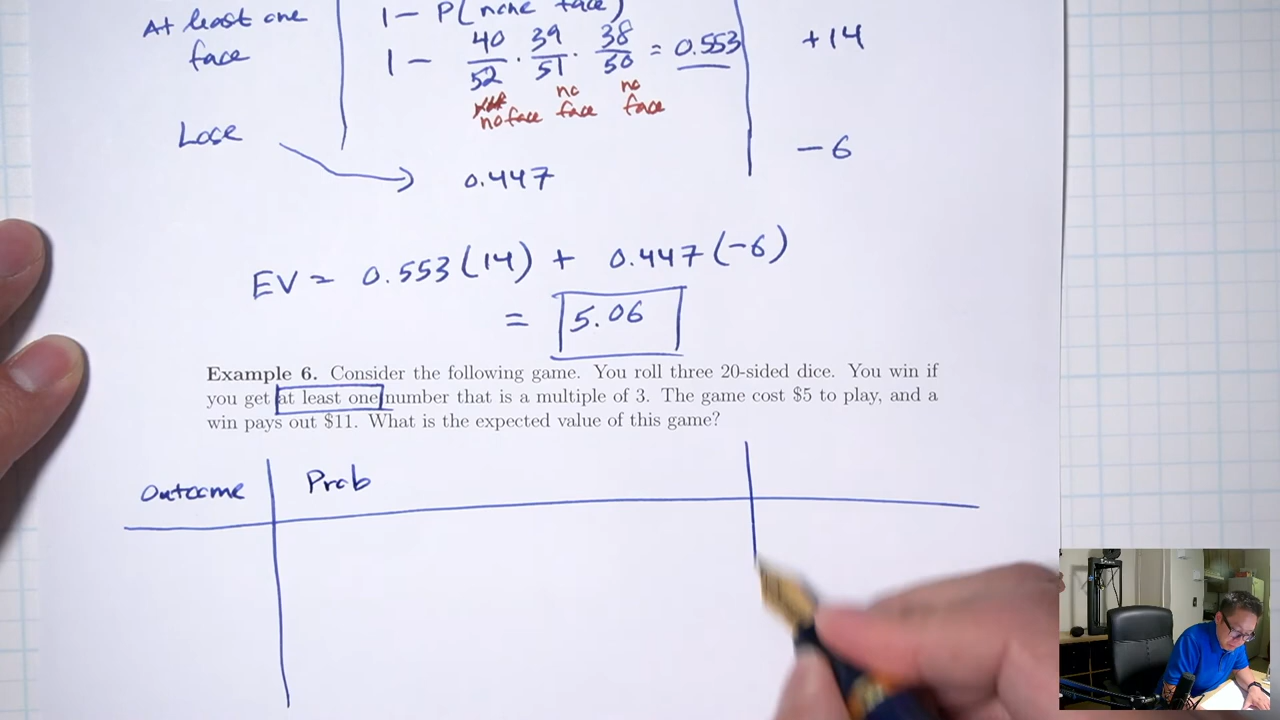 At least one
face
1 - P(none face)
1 - 40/52 · 39/51 · 38/50 = 0.553
+14
no face
no face
no face
Lose
0.447
-6
EV = 0.553(14) + 0.447(-6)
= 5.06
Example 6. Consider the following game. You roll three 20-sided dice. You win if
you get at least one number that is a multiple of 3. The game cost $5 to play, and a
win pays out $11. What is the expected value of this game?
Outcome Prob